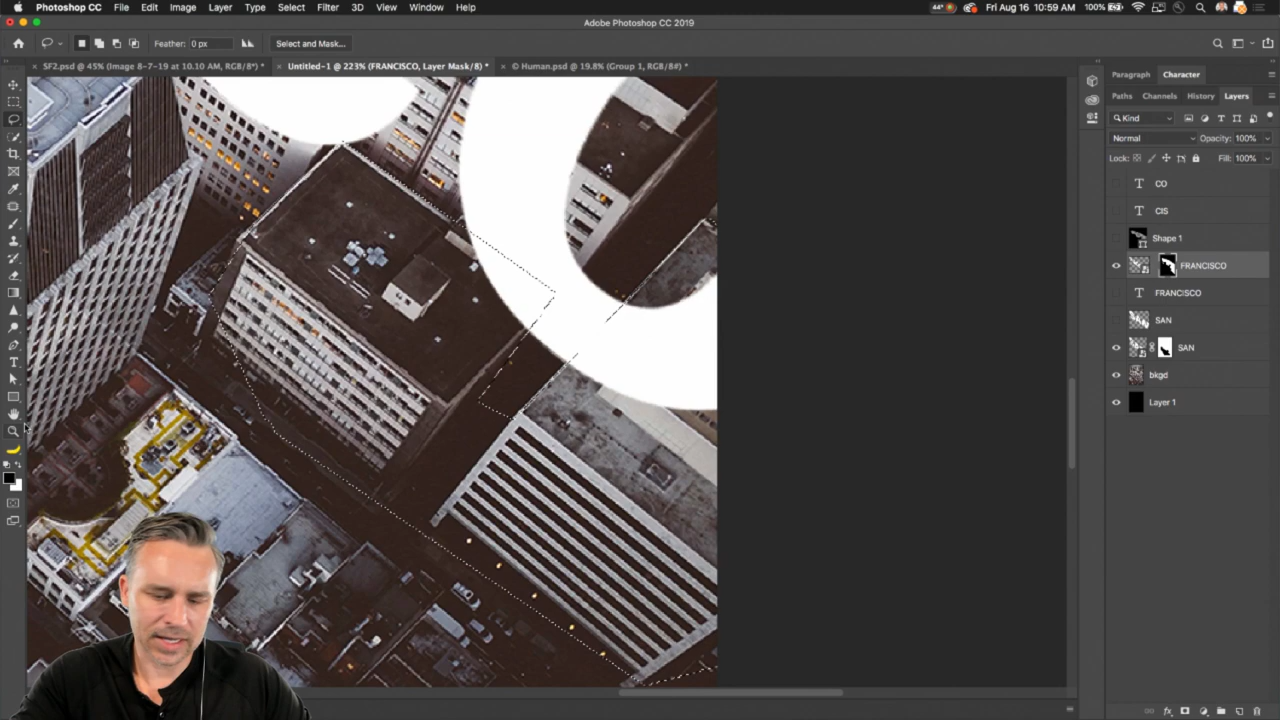 Photoshop CC File Edit Image Layer Type Select Filter 3D View Window Help
44° Fri Aug 16 10:59 AM 100%
Adobe Photoshop CC 2019
Feather: 0 px Select and Mask...
× SF2.psd @ 45% (Image 8-7-19 at 10.10 AM, RGB/8*) * × Untitled-1 @ 223% (FRANCISCO, Layer Mask/8) * × © Human.psd @ 19.8% (Group 1, RGB/8#) *
Paragraph Character
Paths Channels History Layers
Kind
Normal Opacity: 100%
Lock: Fill: 100%
T CO
T CIS
Shape 1
FRANCISCO
T FRANCISCO
SAN
SAN
bkgd
Layer 1
fx